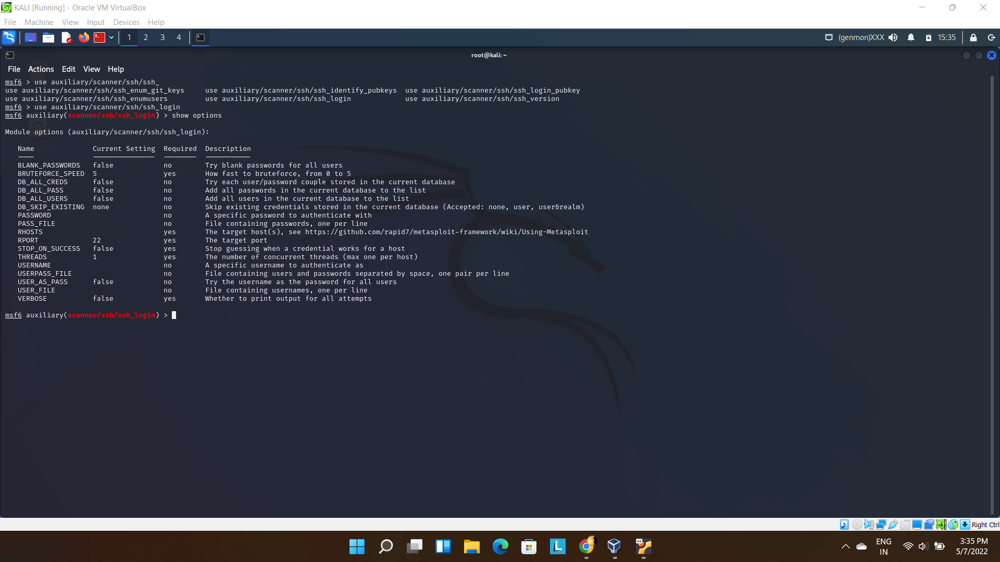 KALI [Running] - Oracle VM VirtualBox
File Machine View Input Devices Help
1 2 3 4 (genmon)XXX 15:35
root@kali: ~
File Actions Edit View Help
msf6 > use auxiliary/scanner/ssh/ssh_
use auxiliary/scanner/ssh/ssh_enum_git_keys use auxiliary/scanner/ssh/ssh_identify_pubkeys use auxiliary/scanner/ssh/ssh_login_pubkey
use auxiliary/scanner/ssh/ssh_enumusers use auxiliary/scanner/ssh/ssh_login use auxiliary/scanner/ssh/ssh_version
msf6 > use auxiliary/scanner/ssh/ssh_login
msf6 auxiliary(scanner/ssh/ssh_login) > show options
Module options (auxiliary/scanner/ssh/ssh_login):
Name Current Setting Required Description
BLANK_PASSWORDS false no Try blank passwords for all users
BRUTEFORCE_SPEED 5 yes How fast to bruteforce, from 0 to 5
DB_ALL_CREDS false no Try each user/password couple stored in the current database
DB_ALL_PASS false no Add all passwords in the current database to the list
DB_ALL_USERS false no Add all users in the current database to the list
DB_SKIP_EXISTING none no Skip existing credentials stored in the current database (Accepted: none, user, user&realm)
PASSWORD no A specific password to authenticate with
PASS_FILE no File containing passwords, one per line
RHOSTS yes The target host(s), see https://github.com/rapid7/metasploit-framework/wiki/Using-Metasploit
RPORT 22 yes The target port
STOP_ON_SUCCESS false yes Stop guessing when a credential works for a host
THREADS 1 yes The number of concurrent threads (max one per host)
USERNAME no A specific username to authenticate as
USERPASS_FILE no File containing users and passwords separated by space, one pair per line
USER_AS_PASS false no Try the username as the password for all users
USER_FILE no File containing usernames, one per line
VERBOSE false yes Whether to print output for all attempts
msf6 auxiliary(scanner/ssh/ssh_login) >
Right Ctrl
ENG 3:35 PM
IN 5/7/2022